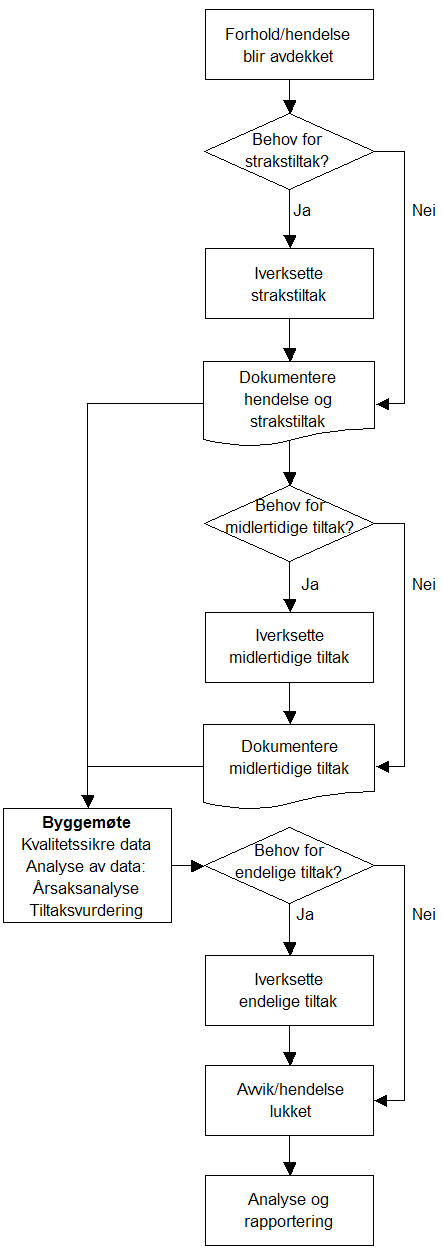 Forhold/hendelse
blir avdekket
Behov for
strakstiltak?
Ja
Nei
Iverksette
strakstiltak
Dokumentere
hendelse og
strakstiltak
Behov for
midlertidige tiltak?
Ja
Nei
Iverksette
midlertidige tiltak
Dokumentere
midlertidige tiltak
Byggemøte
Kvalitetssikre data
Analyse av data:
Årsaksanalyse
Tiltaksvurdering
Behov for
endelige tiltak?
Ja
Nei
Iverksette
endelige tiltak
Avvik/hendelse
lukket
Analyse og
rapportering